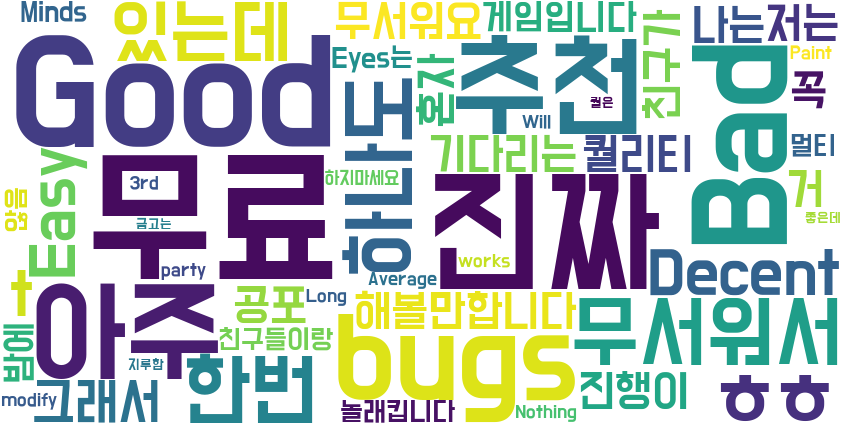 Minds
있는데
무서워요
게임입니다
나는
저는
Good
Eyes는
혼자
추천
퀄은
친구가
Bad
Paint
꼭
Will
하나도
기다리는
퀄리티
멀티
Easy
않음
3rd
무료
하지마세요
진짜
거
좋은데
금고는
party
works
Decent
ㅏ
아주
공포
Long
Average
해볼만합니다
무서워서
밤에
친구들이랑
bugs
지루함
한번
진행이
ㅎㅎ
modify
그래서
놀래킵니다
Nothing